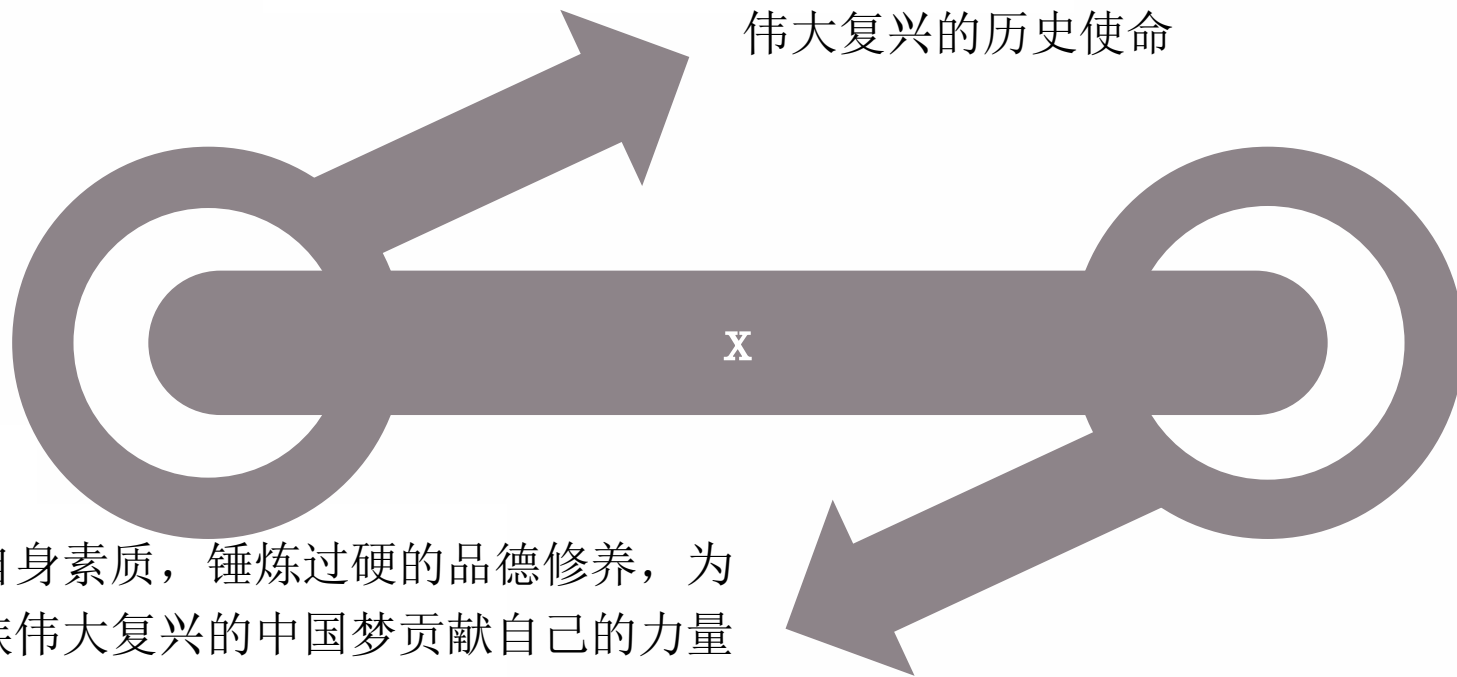 伟大复兴的历史使命
X
自身素质，锤炼过硬的品德修养，为
伟大复兴的中国梦贡献自己的力量